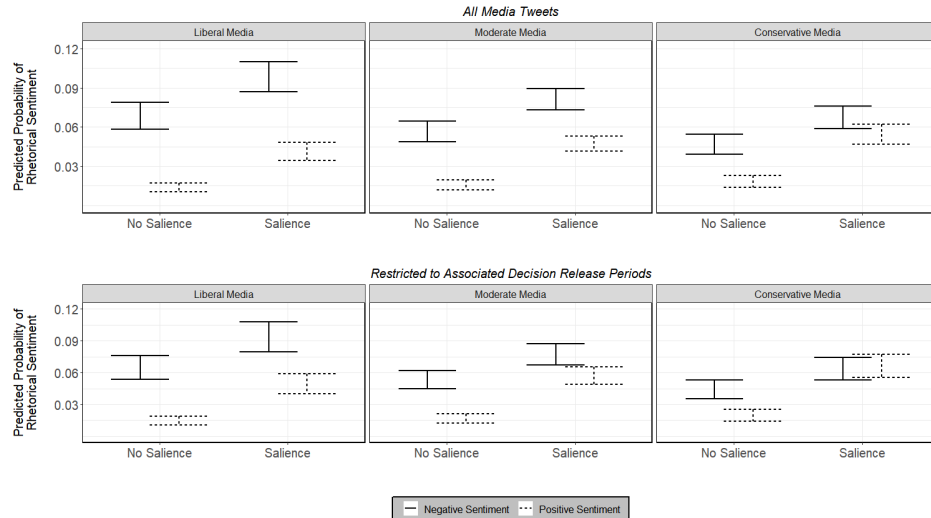 All Media Tweets
Liberal Media
Moderate Media
Conservative Media
Predicted Probability of
Rhetorical Sentiment
0.12
0.09
0.06
0.03
No Salience
Salience
No Salience
Salience
No Salience
Salience
Restricted to Associated Decision Release Periods
Liberal Media
Moderate Media
Conservative Media
Predicted Probability of
Rhetorical Sentiment
0.12
0.09
0.06
0.03
No Salience
Salience
No Salience
Salience
No Salience
Salience
Negative Sentiment
Positive Sentiment